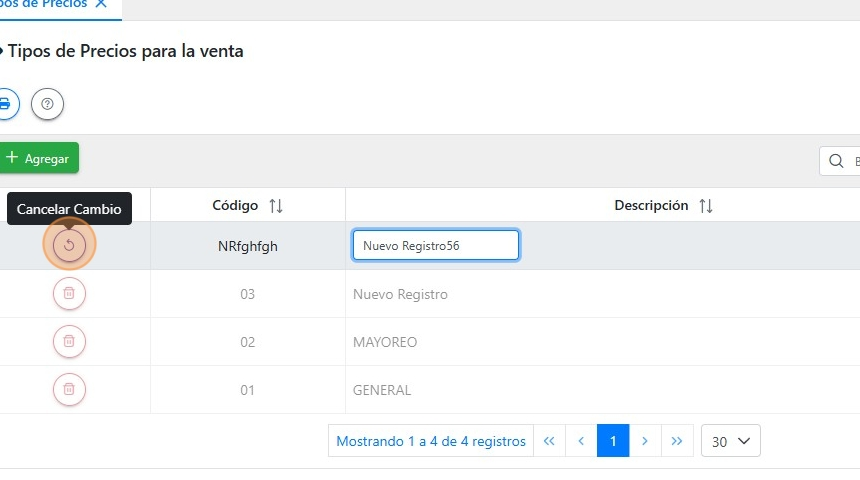 pos de Precios
Tipos de Precios para la venta
Agregar
Cancelar Cambio
Código
Descripción
NRfghfgh
Nuevo Registro56
03
Nuevo Registro
02
MAYOREO
01
GENERAL
Mostrando 1 a 4 de 4 registros
1
30